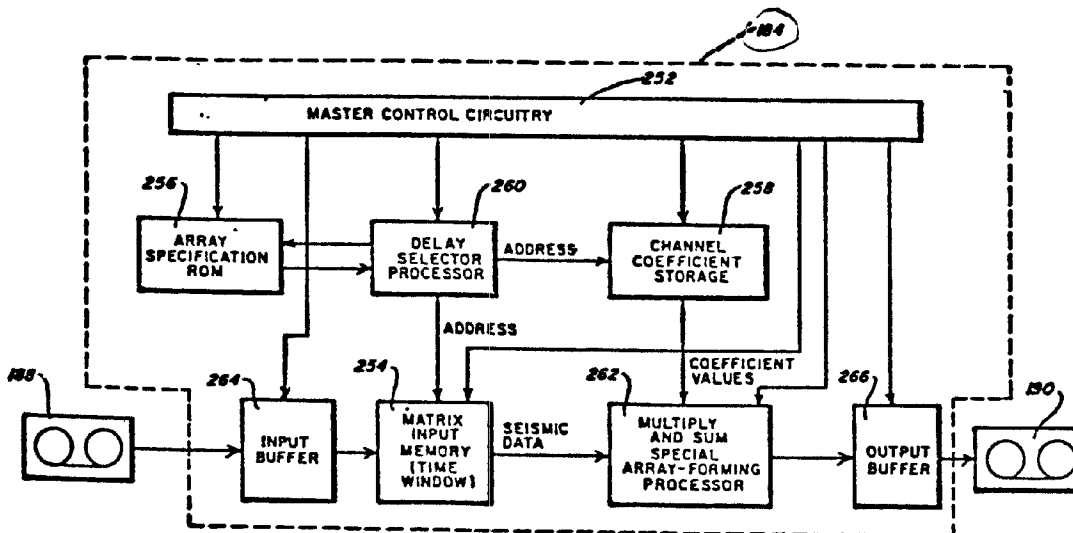 184
252
MASTER CONTROL CIRCUITRY
256
260
258
ARRAY
SPECIFICATION
ROM
DELAY
SELECTOR
PROCESSOR
ADDRESS
CHANNEL
COEFFICIENT
STORAGE
ADDRESS
COEFFICIENT
VALUES
188
264
254
262
266
190
INPUT
BUFFER
MATRIX
INPUT
MEMORY
(TIME
WINDOW)
SEISMIC
DATA
MULTIPLY
AND SUM
SPECIAL
ARRAY-FORMING
PROCESSOR
OUTPUT
BUFFER